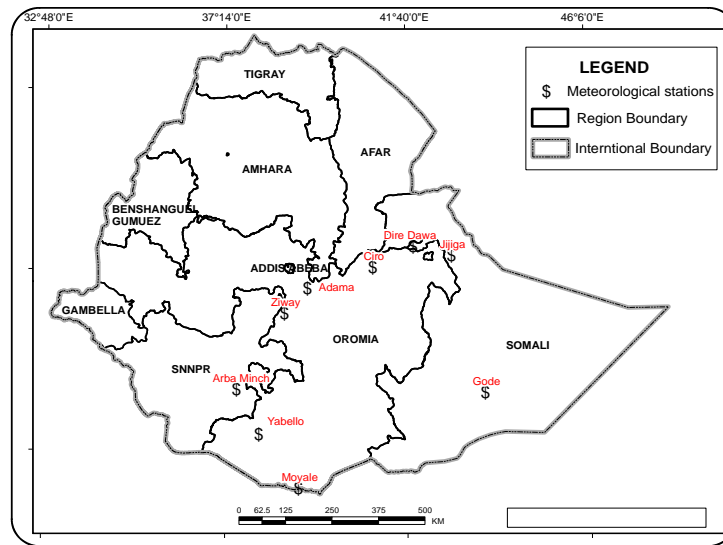 32°48'0"E
37°14'0"E
41°40'0"E
46°6'0"E
LEGEND
$ Meteorological stations
Region Boundary
Interntional Boundary
TIGRAY
AFAR
AMHARA
BENSHANGUEL
GUMUEZ
Dire Dawa
Jijiga
ADDIS ABEBA
Ciro
Adama
GAMBELLA
Ziway
OROMIA
SOMALI
SNNPR
Arba Minch
Gode
Yabello
Moyale
0 62.5 125 250 375 500
KM